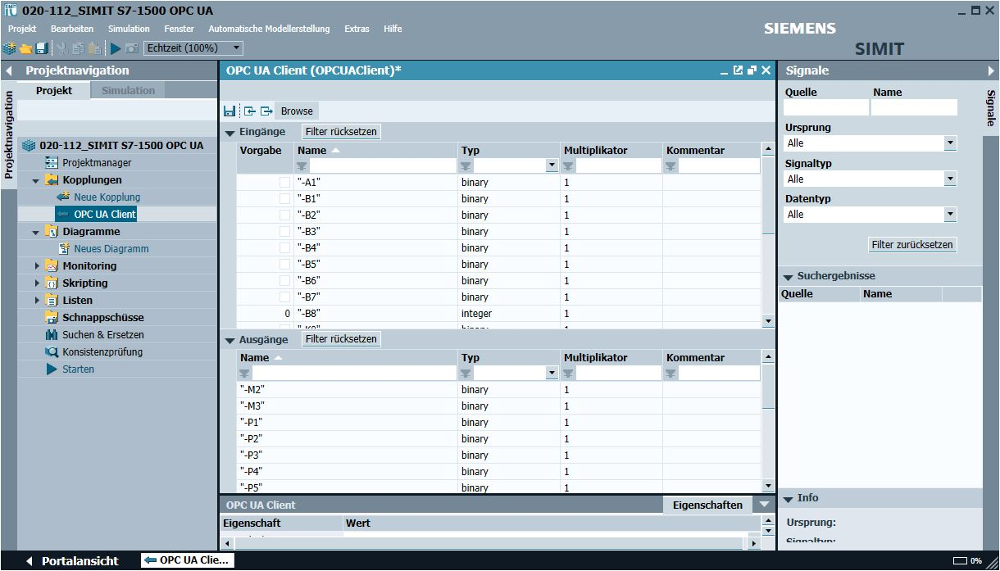 020-112_SIMIT S7-1500 OPC UA
Projekt Bearbeiten Simulation Fenster Automatische Modellerstellung Extras Hilfe
SIEMENS
SIMIT
Echtzeit (100%)
Projektnavigation
Projekt Simulation
Projektnavigation
020-112_SIMIT S7-1500 OPC UA
Projektmanager
Kopplungen
Neue Kopplung
OPC UA Client
Diagramme
Neues Diagramm
Monitoring
Skripting
Listen
Schnappschüsse
Suchen & Ersetzen
Konsistenzprüfung
Starten
OPC UA Client (OPCUAClient)*
Browse
Eingänge Filter rücksetzen
Vorgabe Name Typ Multiplikator Kommentar
"-A1" binary 1
"-B1" binary 1
"-B2" binary 1
"-B3" binary 1
"-B4" binary 1
"-B5" binary 1
"-B6" binary 1
"-B7" binary 1
0 "-B8" integer 1
Ausgänge Filter rücksetzen
Name Typ Multiplikator Kommentar
"-M2" binary 1
"-M3" binary 1
"-P1" binary 1
"-P2" binary 1
"-P3" binary 1
"-P4" binary 1
"-P5" binary 1
OPC UA Client Eigenschaften
Eigenschaft Wert
Signale
Signale
Quelle Name
Ursprung
Alle
Signaltyp
Alle
Datentyp
Alle
Filter zurücksetzen
Suchergebnisse
Quelle Name
Info
Ursprung:
Signaltyp:
Portalansicht OPC UA Clie...
0%